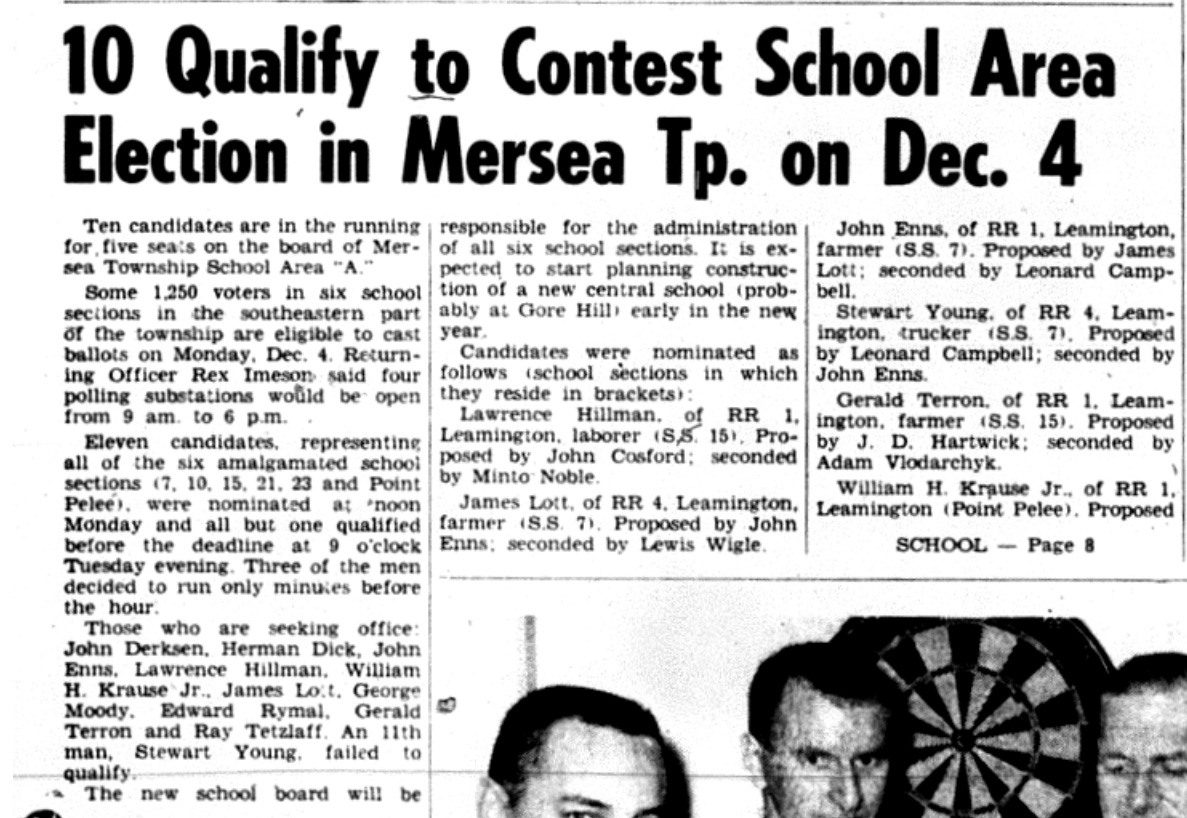 10 Qualify to Contest School Area
Election in Mersea Tp. on Dec. 4
Ten candidates are in the running
for five seats on the board of Mer-
sea Township School Area "A."
Some 1,250 voters in six school
sections in the southeastern part
of the township are eligible to cast
ballots on Monday, Dec. 4. Return-
ing Officer Rex Imeson said four
polling substations would be open
from 9 am. to 6 p.m.
Eleven candidates, representing
all of the six amalgamated school
sections (7, 10, 15, 21, 23 and Point
Pelee), were nominated at noon
Monday and all but one qualified
before the deadline at 9 o'clock
Tuesday evening. Three of the men
decided to run only minutes before
the hour.
Those who are seeking office:
John Derksen, Herman Dick, John
Enns, Lawrence Hillman, William
H. Krause Jr., James Lott, George
Moody, Edward Rymal, Gerald
Terron and Ray Tetzlaff. An 11th
man, Stewart Young, failed to
qualify.
The new school board will be
responsible for the administration
of all six school sections. It is ex-
pected to start planning construc-
tion of a new central school (prob-
ably at Gore Hill) early in the new
year.
Candidates were nominated as
follows (school sections in which
they reside in brackets):
Lawrence Hillman, of RR 1,
Leamington, laborer (S.S. 15). Pro-
posed by John Cosford; seconded
by Minto Noble.
James Lott, of RR 4, Leamington,
farmer (S.S. 7). Proposed by John
Enns; seconded by Lewis Wigle.
John Enns, of RR 1, Leamington,
farmer (S.S. 7). Proposed by James
Lott; seconded by Leonard Camp-
bell.
Stewart Young, of RR 4, Leam-
ington, trucker (S.S. 7). Proposed
by Leonard Campbell; seconded by
John Enns.
Gerald Terron, of RR 1, Leam-
ington, farmer (S.S. 15). Proposed
by J. D. Hartwick; seconded by
Adam Vlodarchyk.
William H. Krause Jr., of RR 1,
Leamington (Point Pelee). Proposed
SCHOOL — Page 8